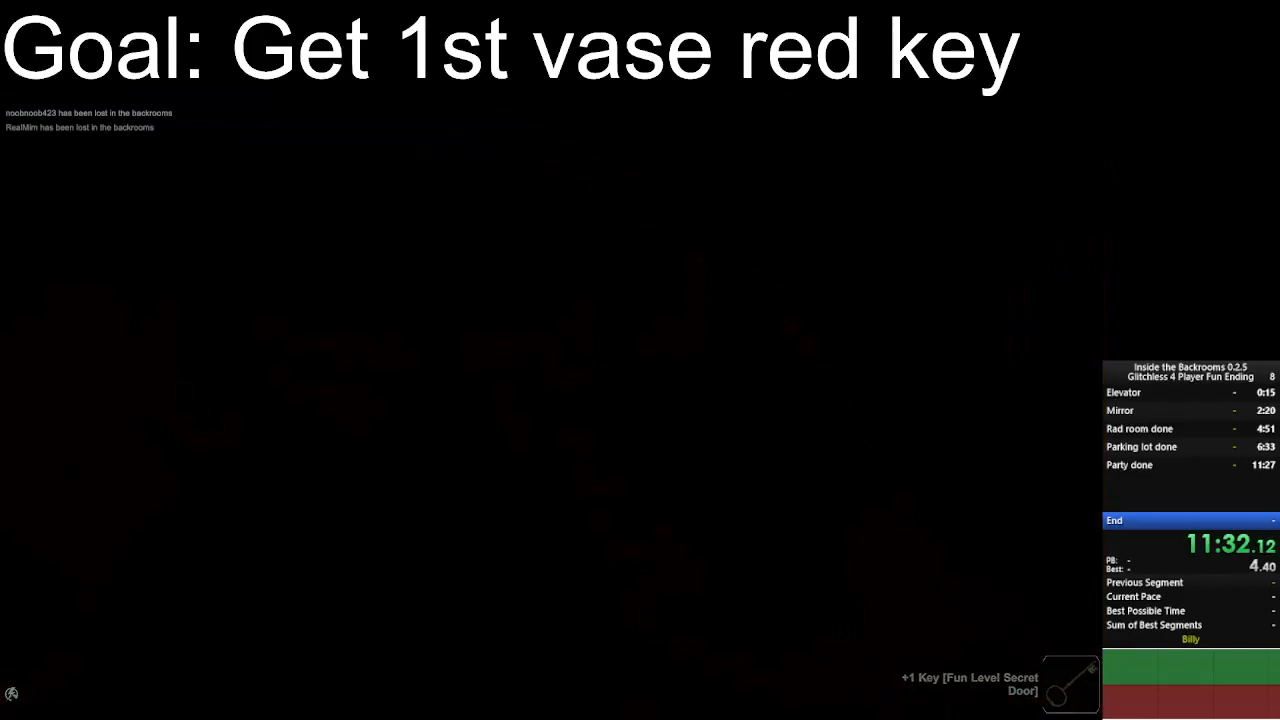 Goal: Get 1st vase red key
noobnoob423 has been lost in the backrooms
RealMim has been lost in the backrooms
Inside the Backrooms 0.2.5
Glitchless 4 Player Fun Ending 8
Elevator - 0:15
Mirror - 2:20
Rad room done - 4:51
Parking lot done - 6:33
Party done - 11:27
End -
11:32.12
PB: -
Best: - 4.40
Previous Segment -
Current Pace -
Best Possible Time -
Sum of Best Segments -
Billy
+1 Key [Fun Level Secret
Door]